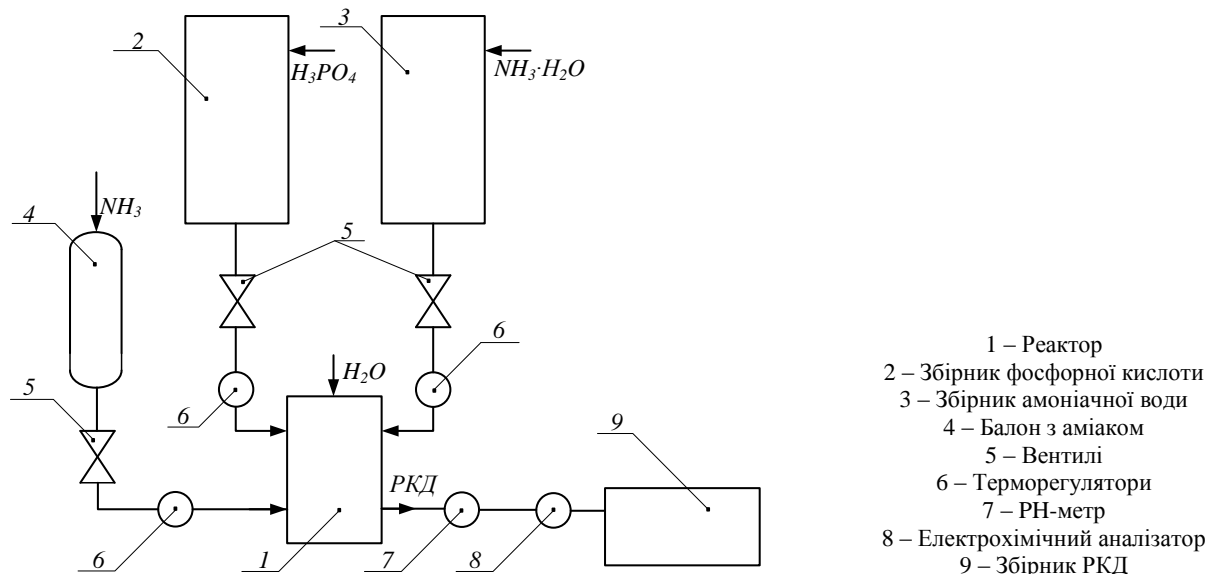 2
H₃PO₄
3
NH₃·H₂O
4
NH₃
5
5
6
6
H₂O
РКД
9
6
1
7
8
1 – Реактор
2 – Збірник фосфорної кислоти
3 – Збірник амоніачної води
4 – Балон з аміаком
5 – Вентилі
6 – Терморегулятори
7 – РН-метр
8 – Електрохімічний аналізатор
9 – Збірник РКД